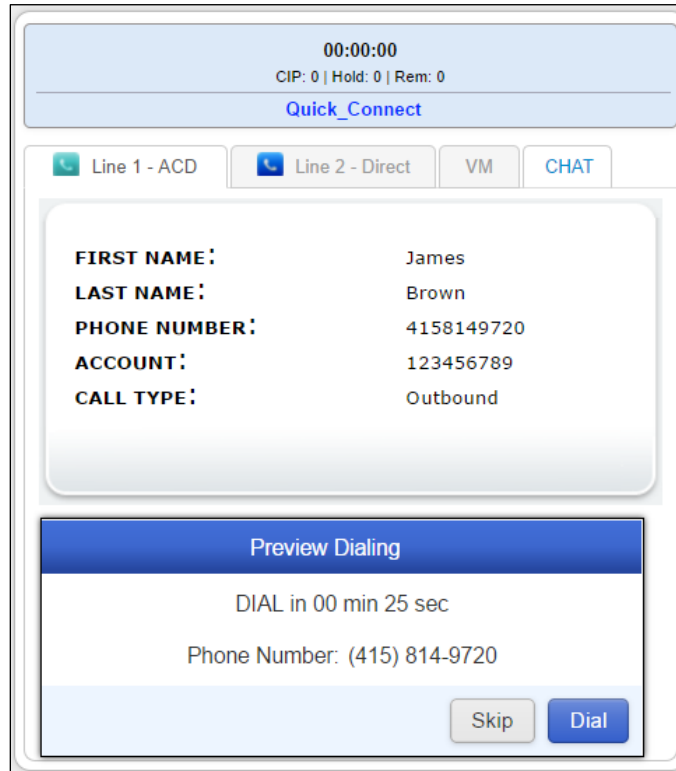 00:00:00
CIP: 0 | Hold: 0 | Rem: 0
Quick_Connect
Line 1 - ACD Line 2 - Direct VM CHAT
FIRST NAME: James
LAST NAME: Brown
PHONE NUMBER: 4158149720
ACCOUNT: 123456789
CALL TYPE: Outbound
Preview Dialing
DIAL in 00 min 25 sec
Phone Number: (415) 814-9720
Skip Dial